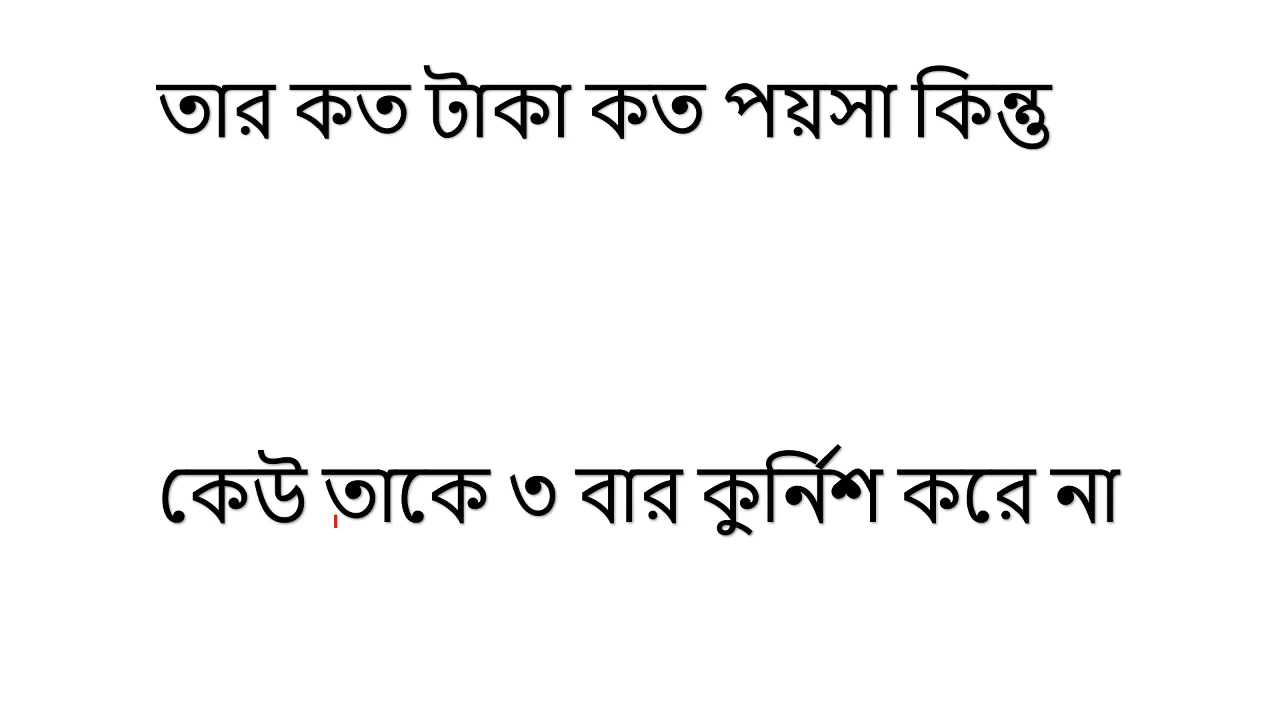 তার কত টাকা কত পয়সা কিন্তু
কেউ তাকে ৩ বার কুর্নিশ করে না